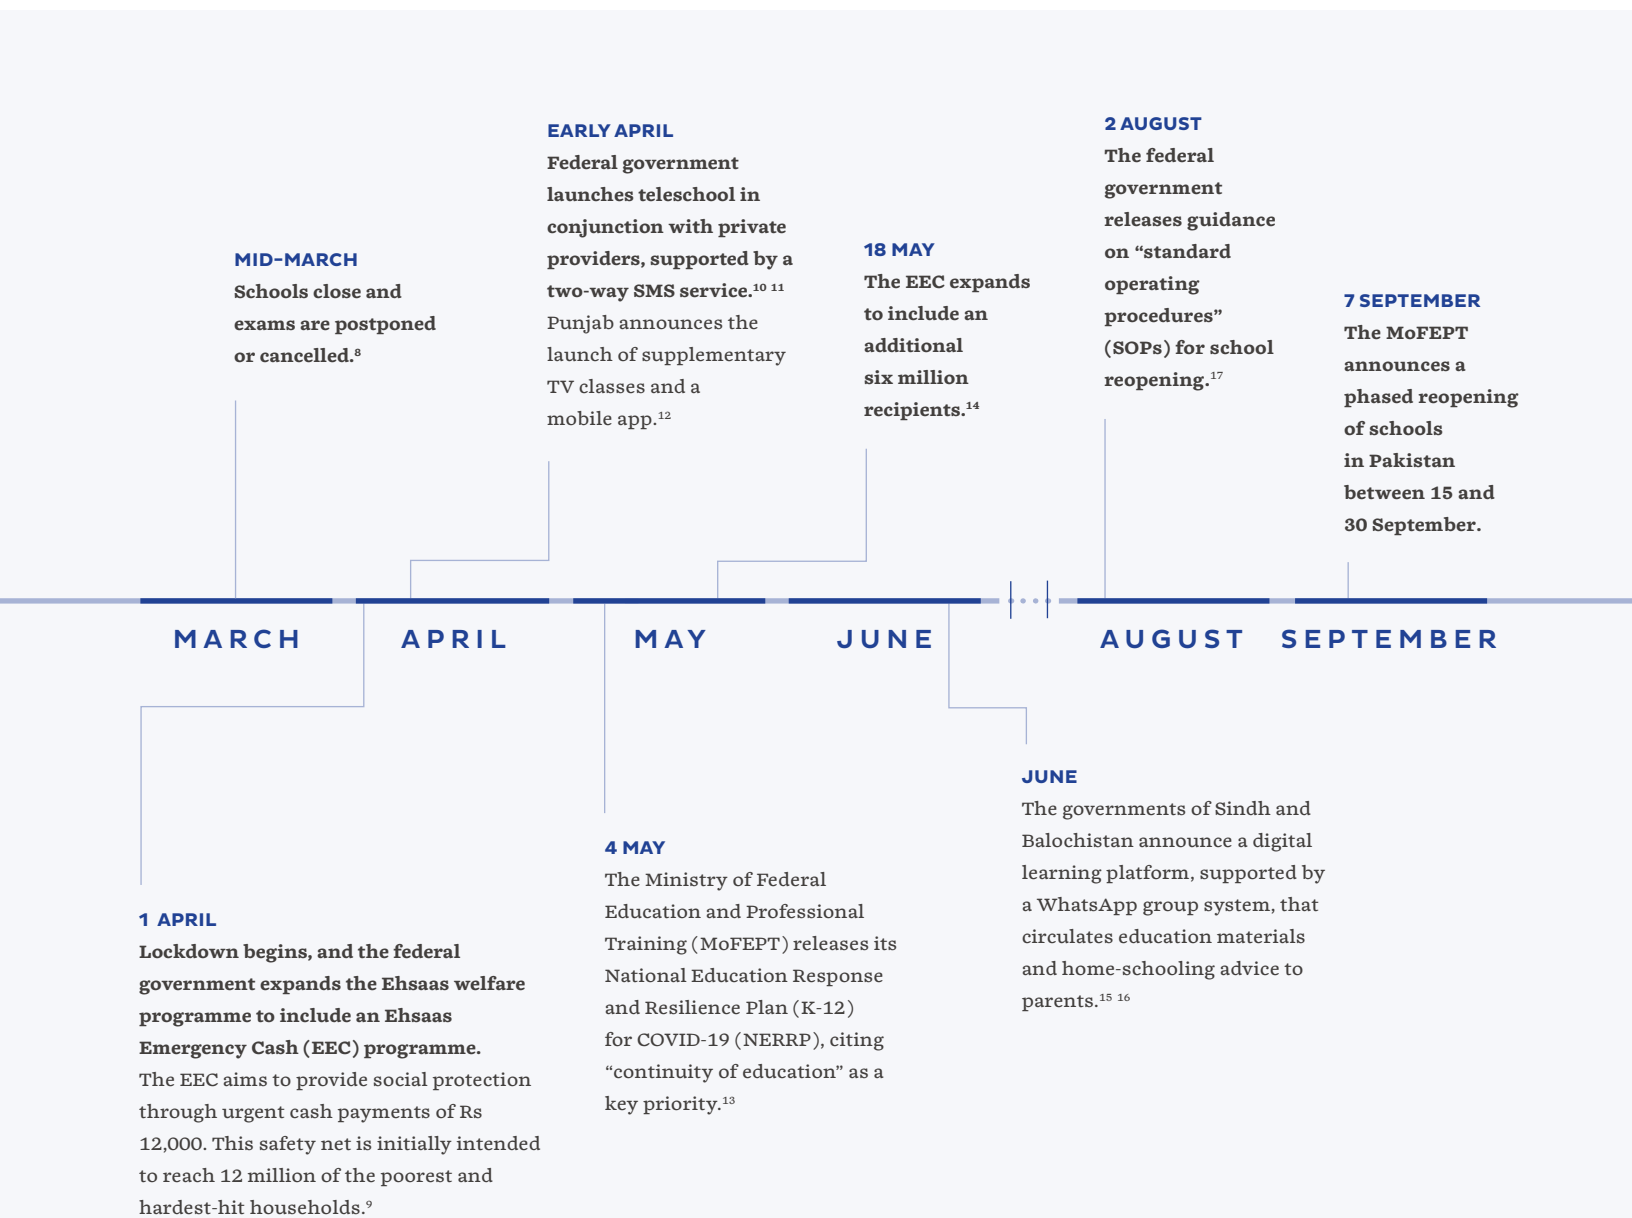 MID-MARCH
Schools close and
exams are postponed
or cancelled.⁸
EARLY APRIL
Federal government
launches teleschool in
conjunction with private
providers, supported by a
two-way SMS service.¹⁰ ¹¹
Punjab announces the
launch of supplementary
TV classes and a
mobile app.¹²
18 MAY
The EEC expands
to include an
additional
six million
recipients.¹⁴
2 AUGUST
The federal
government
releases guidance
on “standard
operating
procedures”
(SOPs) for school
reopening.¹⁷
7 SEPTEMBER
The MoFEPT
announces a
phased reopening
of schools
in Pakistan
between 15 and
30 September.
MARCH
APRIL
MAY
JUNE
AUGUST
SEPTEMBER
1 APRIL
Lockdown begins, and the federal
government expands the Ehsaas welfare
programme to include an Ehsaas
Emergency Cash (EEC) programme.
The EEC aims to provide social protection
through urgent cash payments of Rs
12,000. This safety net is initially intended
to reach 12 million of the poorest and
hardest-hit households.⁹
4 MAY
The Ministry of Federal
Education and Professional
Training (MoFEPT) releases its
National Education Response
and Resilience Plan (K-12)
for COVID-19 (NERRP), citing
“continuity of education” as a
key priority.¹³
JUNE
The governments of Sindh and
Balochistan announce a digital
learning platform, supported by
a WhatsApp group system, that
circulates education materials
and home-schooling advice to
parents.¹⁵ ¹⁶